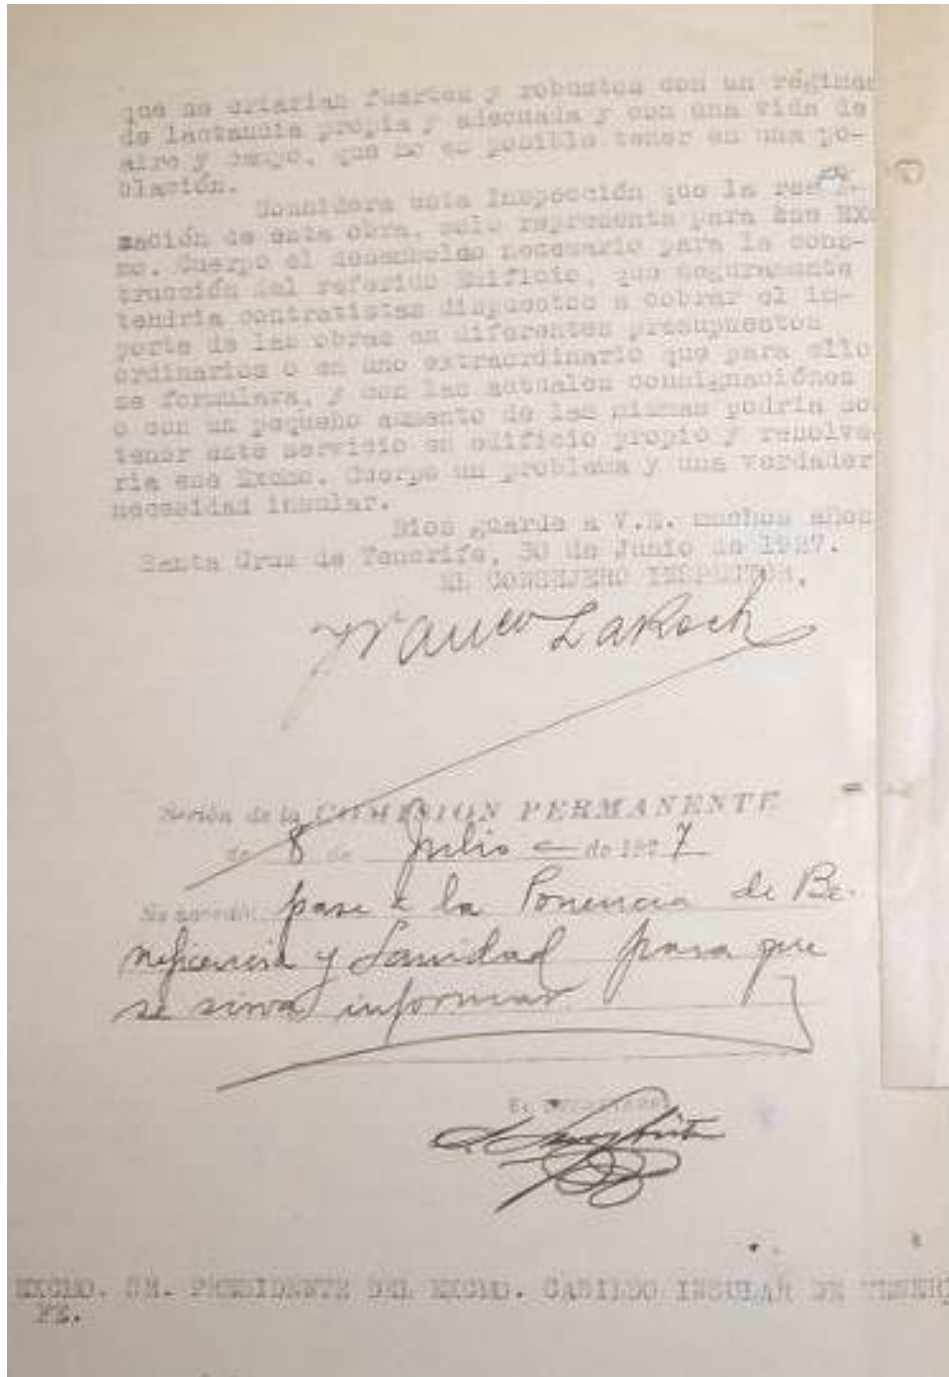 que se criarían fuertes y robustos con un régimen
de lactancia propia y adecuada y con una vida de
aire y campo, que no es posible tener en una po-
blación.
Considera esta Inspección que la
zación de esta obra, solo representa para ese Ex
mo. Cuerpo el desembolso necesario para la cons-
trucción del referido Edificio, que seguramente
tendría contratistas dispuestos a cobrar el im-
porte de las obras en diferentes presupuestos
ordinarios o en uno extraordinario que para ello
se formulara, y con las actuales consignaciónes
o con un pequeño aumento de las mismas podría so
tener este servicio en edificio propio y resolve
ría ese Excmo. Cuerpo un problema y una verdader
necesidad insular.
Dios guarde a V.E. muchos años
Santa Cruz de Tenerife, 30 de Junio de 1927.
EL CONSEJERO INSPECTOR,
Franco LaRoch
Sesión de la COMISION PERMANENTE
de 8 de Julio de 1927
Se acordó: pase a la Ponencia de Be-
neficencia y Sanidad para que
se sirva informar
El Secretario
EXCMO. SR. PRESIDENTE DEL EXCMO. CABILDO INSULAR DE TENERI
FE.